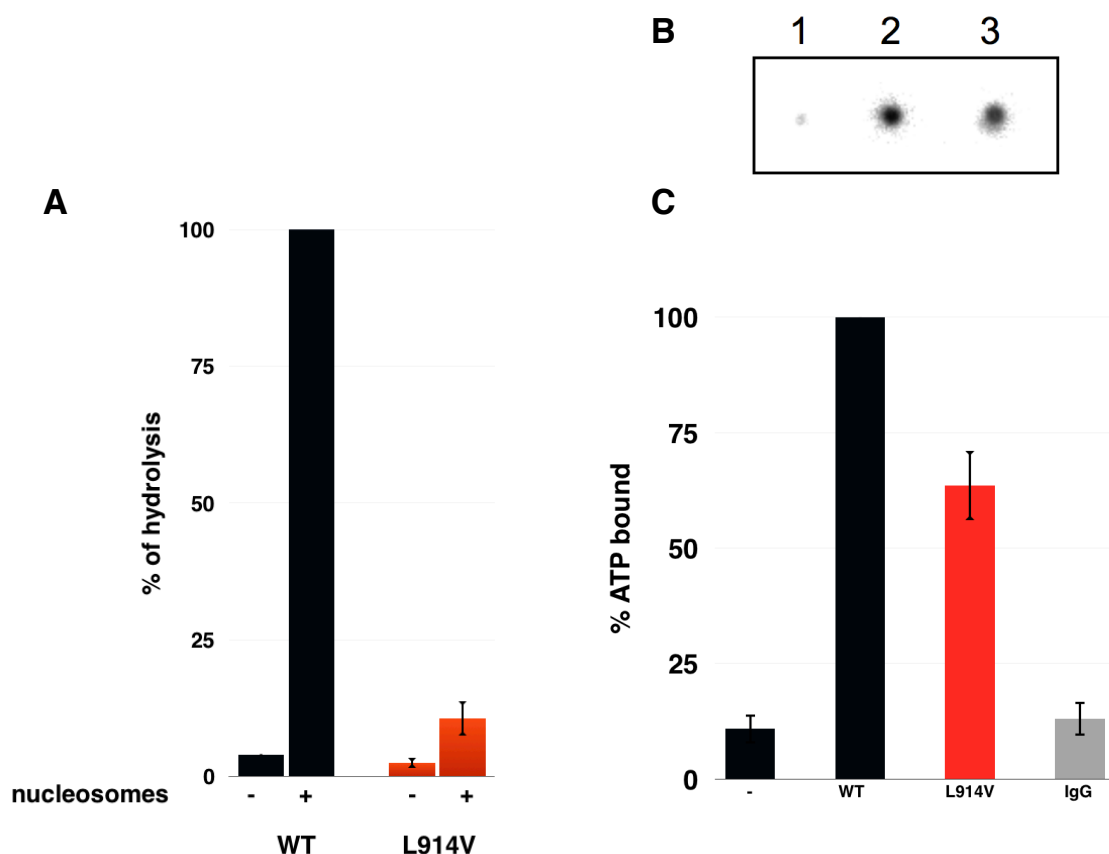 B
1 2 3
A
100
75
50
25
0
% of hydrolysis
nucleosomes - + - +
WT L914V
C
100
75
50
25
0
% ATP bound
- WT L914V IgG